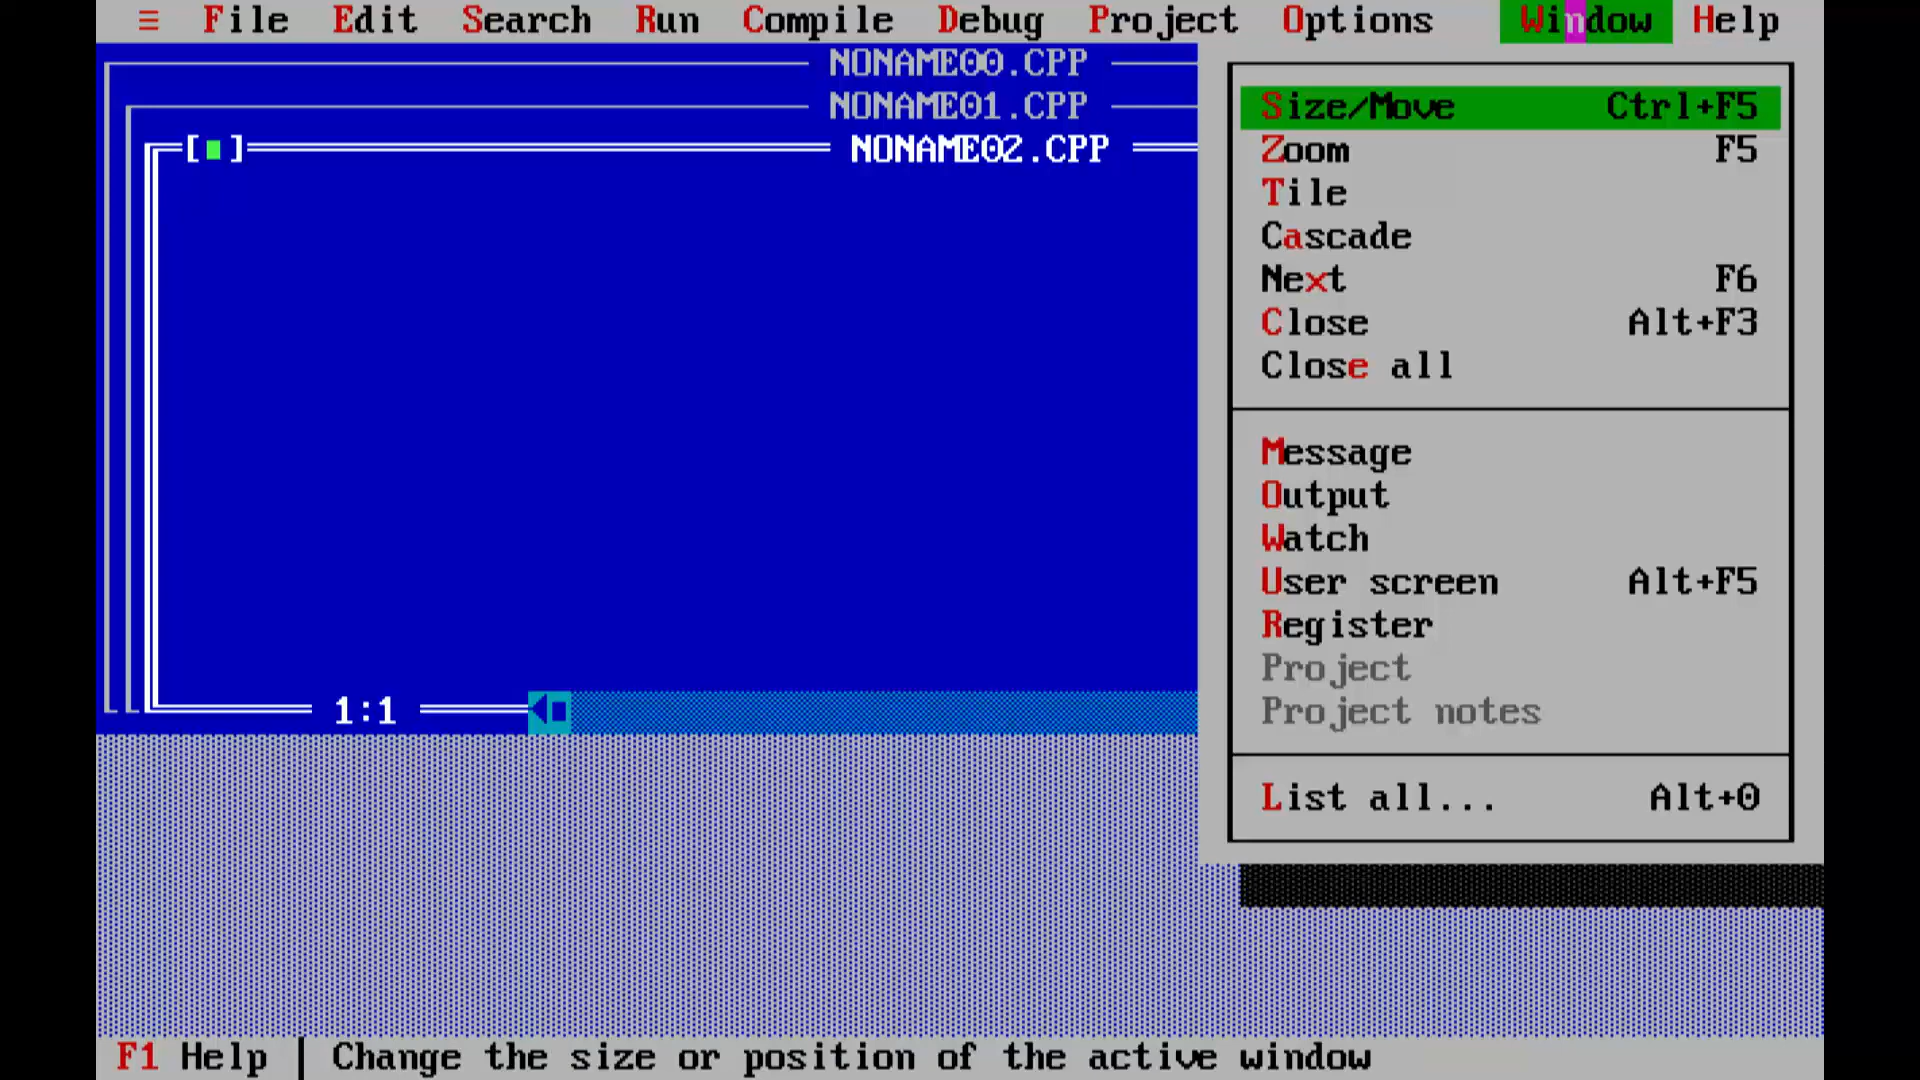 ≡ File Edit Search Run Compile Debug Project Options Window Help
NONAME00.CPP
NONAME01.CPP
[■] NONAME02.CPP
Size/Move Ctrl+F5
Zoom F5
Tile
Cascade
Next F6
Close Alt+F3
Close all
Message
Output
Watch
User screen Alt+F5
Register
Project
Project notes
List all... Alt+0
1:1
F1 Help | Change the size or position of the active window